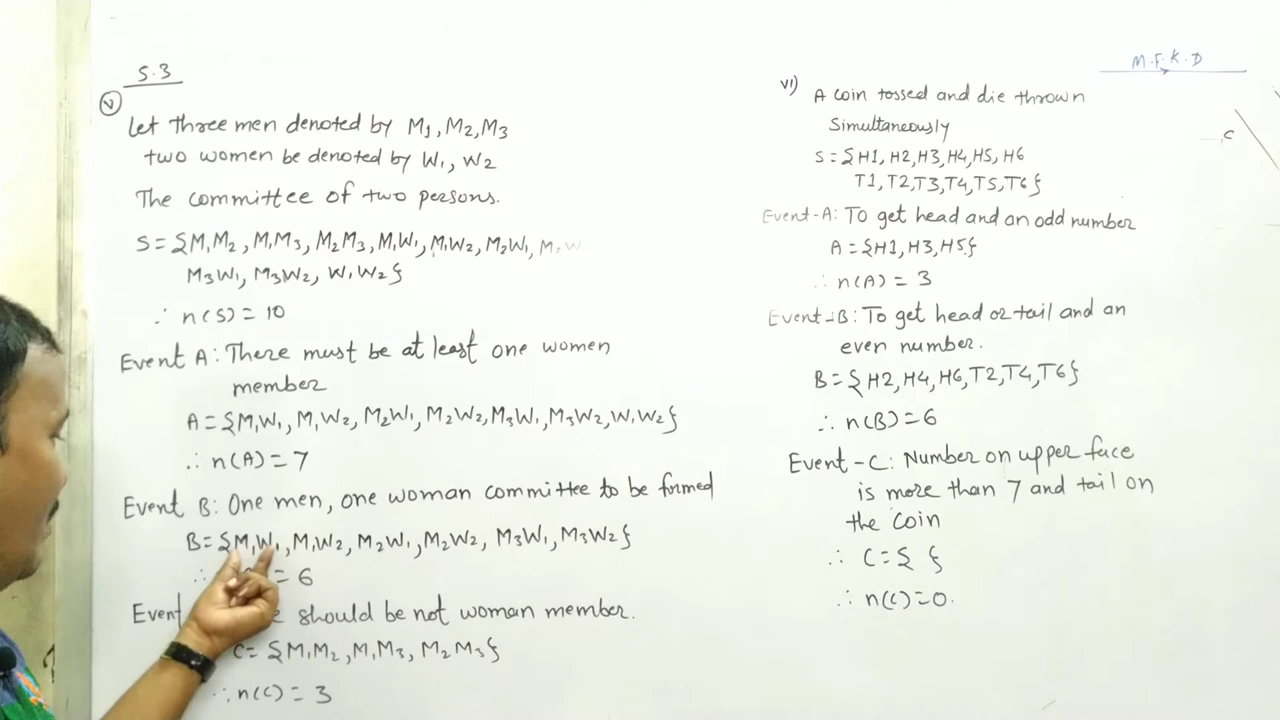 5.3
v
Let three men denoted by M1, M2, M3
two women be denoted by W1, W2
The committee of two persons.
S = {M1M2, M1M3, M2M3, M1W1, M1W2, M2W1, M2W
M3W1, M3W2, W1W2}
∴ n(S) = 10
Event A: There must be at least one women
member
A = {M1W1, M1W2, M2W1, M2W2, M3W1, M3W2, W1W2}
∴ n(A) = 7
Event B: One men, one woman committee to be formed
B = {M1W1, M1W2, M2W1, M2W2, M3W1, M3W2}
∴ = 6
Event should be not woman member.
C = {M1M2, M1M3, M2M3}
∴ n(C) = 3
M.F.K.D
vi) A coin tossed and die thrown
Simultaneously
S = {H1, H2, H3, H4, H5, H6
T1, T2, T3, T4, T5, T6}
Event-A: To get head and an odd number
A = {H1, H3, H5}
∴ n(A) = 3
Event-B: To get head or tail and an
even number.
B = {H2, H4, H6, T2, T4, T6}
∴ n(B) = 6
Event-C: Number on upper face
is more than 7 and tail on
the coin
∴ C = { }
∴ n(C) = 0.
C